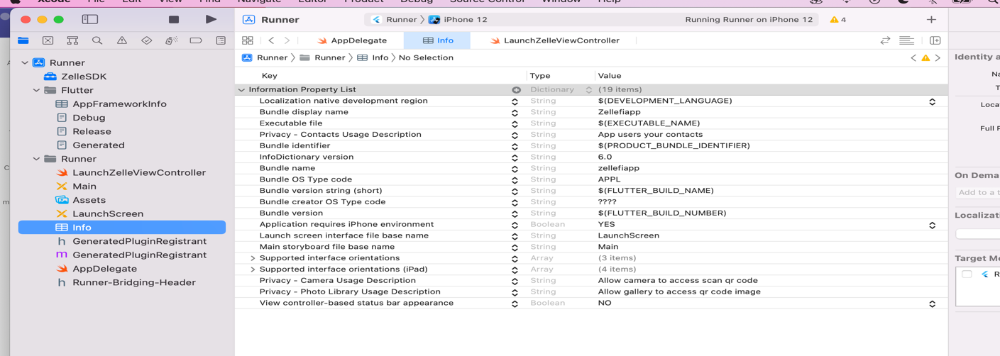 Xcode File Edit View Find Navigate Editor Product Debug Source Control Window Help
Runner
Runner iPhone 12
Running Runner on iPhone 12
4
AppDelegate
Info
LaunchZelleViewController
Runner Runner Info No Selection
Runner
ZelleSDK
Flutter
AppFrameworkInfo
Debug
Release
Generated
Runner
LaunchZelleViewController
Main
Assets
LaunchScreen
Info
GeneratedPluginRegistrant
GeneratedPluginRegistrant
AppDelegate
Runner-Bridging-Header
Key Type Value
Information Property List Dictionary (19 items)
Localization native development region String $(DEVELOPMENT_LANGUAGE)
Bundle display name String Zellefiapp
Executable file String $(EXECUTABLE_NAME)
Privacy - Contacts Usage Description String App users your contacts
Bundle identifier String $(PRODUCT_BUNDLE_IDENTIFIER)
InfoDictionary version String 6.0
Bundle name String zellefiapp
Bundle OS Type code String APPL
Bundle version string (short) String $(FLUTTER_BUILD_NAME)
Bundle creator OS Type code String ????
Bundle version String $(FLUTTER_BUILD_NUMBER)
Application requires iPhone environment Boolean YES
Launch screen interface file base name String LaunchScreen
Main storyboard file base name String Main
Supported interface orientations Array (3 items)
Supported interface orientations (iPad) Array (4 items)
Privacy - Camera Usage Description String Allow camera to access scan qr code
Privacy - Photo Library Usage Description String Allow gallery to access qr code image
View controller-based status bar appearance Boolean NO
Identity a
Na
T
Loca
Full P
On Dema
Add to a t
Localizati
Target Me
R